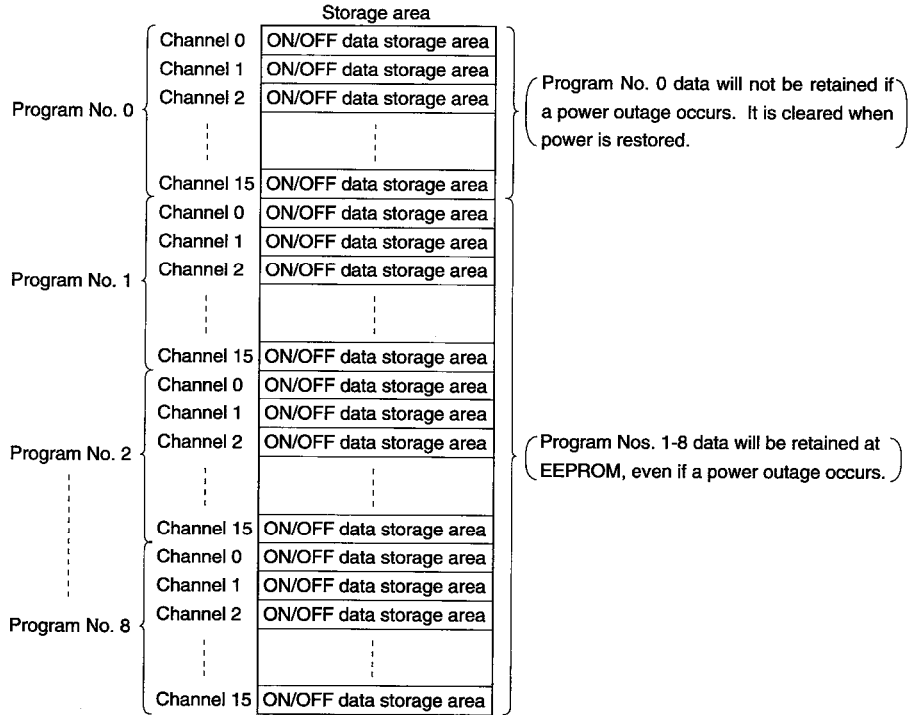 Storage area
Channel 0 ON/OFF data storage area
Channel 1 ON/OFF data storage area
Channel 2 ON/OFF data storage area
Program No. 0
Channel 15 ON/OFF data storage area
Program No. 0 data will not be retained if
a power outage occurs. It is cleared when
power is restored.
Channel 0 ON/OFF data storage area
Channel 1 ON/OFF data storage area
Channel 2 ON/OFF data storage area
Program No. 1
Channel 15 ON/OFF data storage area
Channel 0 ON/OFF data storage area
Channel 1 ON/OFF data storage area
Channel 2 ON/OFF data storage area
Program No. 2
Channel 15 ON/OFF data storage area
Program Nos. 1-8 data will be retained at
EEPROM, even if a power outage occurs.
Channel 0 ON/OFF data storage area
Channel 1 ON/OFF data storage area
Channel 2 ON/OFF data storage area
Program No. 8
Channel 15 ON/OFF data storage area